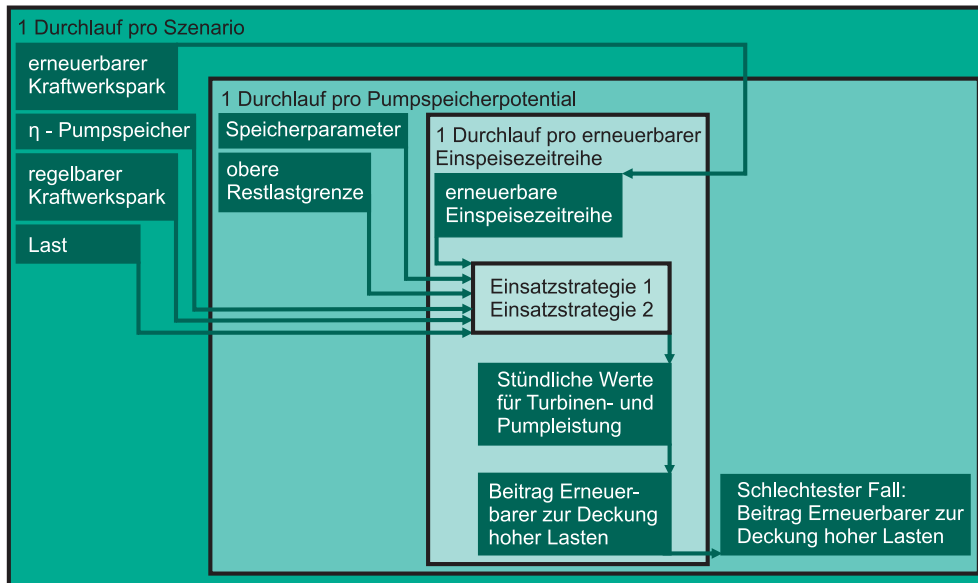 1 Durchlauf pro Szenario
erneuerbarer
Kraftwerkspark
η - Pumpspeicher
regelbarer
Kraftwerkspark
Last
1 Durchlauf pro Pumpspeicherpotential
Speicherparameter
obere
Restlastgrenze
1 Durchlauf pro erneuerbarer
Einspeisezeitreihe
erneuerbare
Einspeisezeitreihe
Einsatzstrategie 1
Einsatzstrategie 2
Stündliche Werte
für Turbinen- und
Pumpleistung
Beitrag Erneuer-
barer zur Deckung
hoher Lasten
Schlechtester Fall:
Beitrag Erneuerbarer zur
Deckung hoher Lasten